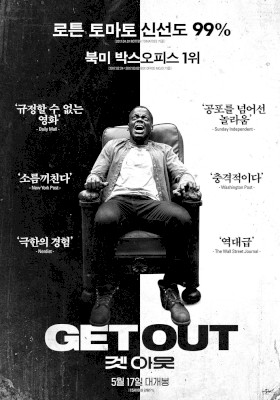 로튼 토마토 신선도 99%
북미 박스오피스 1위
'규정할 수 없는
영화'
- Daily Mail -
'공포를 넘어선
놀라움'
- Sunday Independent -
'소름끼친다'
- New York Post -
'충격적이다'
- Washington Post -
'극한의 경험'
- Nerdist -
'역대급'
- The Wall Street Journal -
GET OUT
겟 아웃
5월 17일 대개봉